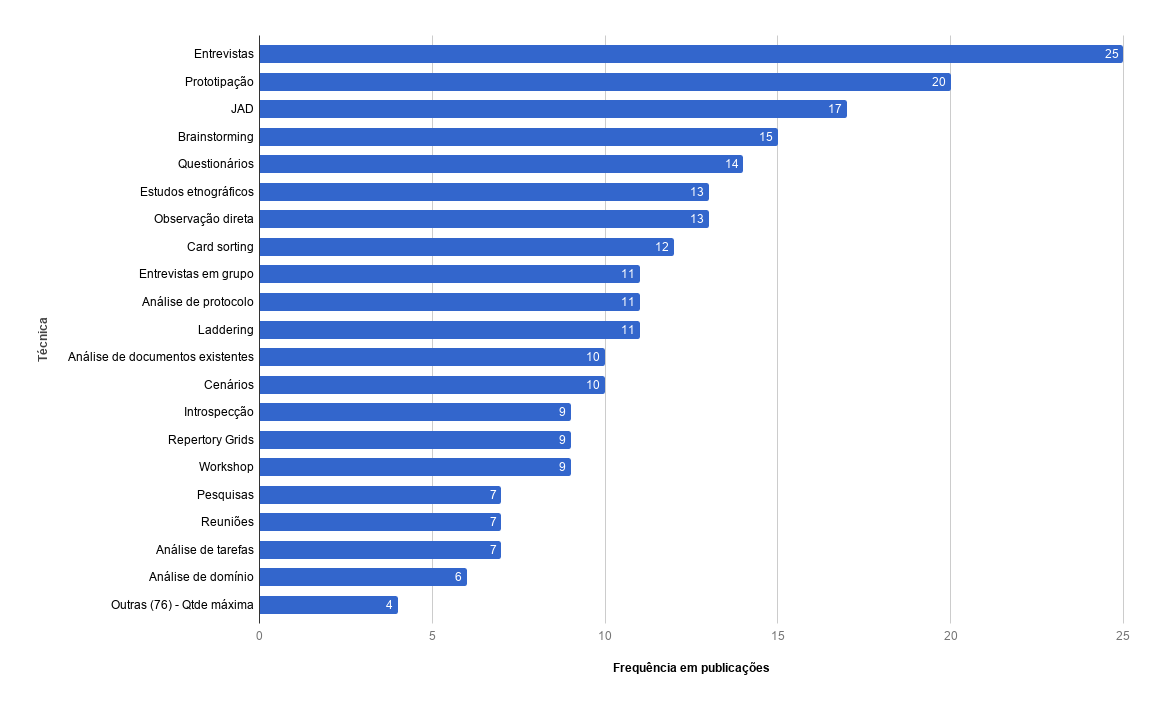 Entrevistas 25
Prototipação 20
JAD 17
Brainstorming 15
Questionários 14
Estudos etnográficos 13
Observação direta 13
Card sorting 12
Entrevistas em grupo 11
Análise de protocolo 11
Laddering 11
Análise de documentos existentes 10
Cenários 10
Introspecção 9
Repertory Grids 9
Workshop 9
Pesquisas 7
Reuniões 7
Análise de tarefas 7
Análise de domínio 6
Outras (76) - Qtde máxima 4
Técnica
0 5 10 15 20 25
Frequência em publicações